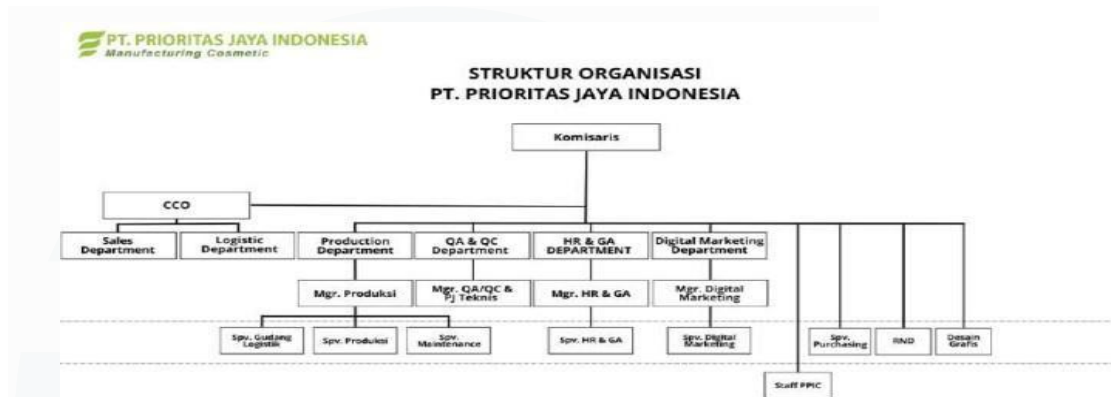 PT. PRIORITAS JAYA INDONESIA
Manufacturing Cosmetic
STRUKTUR ORGANISASI
PT. PRIORITAS JAYA INDONESIA
Komisaris
CCO
Sales
Department
Logistic
Department
Production
Department
QA & QC
Department
HR & GA
DEPARTMENT
Digital Marketing
Department
Mgr. Produksi
Mgr. QA/QC &
PJ Teknis
Mgr. HR & GA
Mgr. Digital
Marketing
Spv. Gudang
Logistik
Spv. Produksi
Spv.
Maintenance
Spv. HR & GA
Spv. Digital
Marketing
Spv.
Purchasing
RND
Desain
Grafis
Staff PPIC